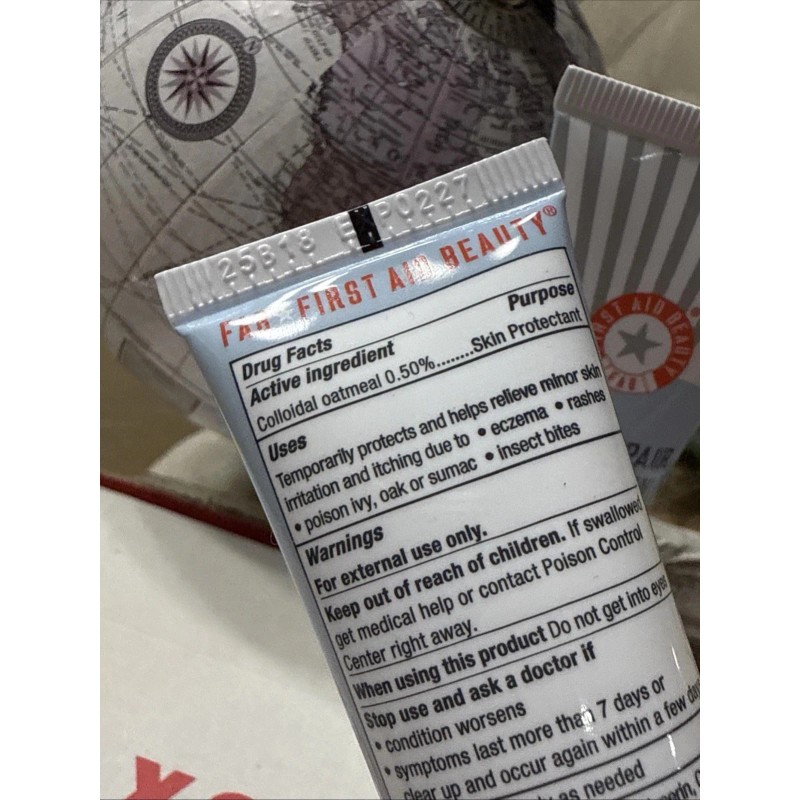 25B18 EXP0227
FAB FIRST AID BEAUTY®
Drug Facts
Active ingredient Purpose
Colloidal oatmeal 0.50%........Skin Protectant
Uses
Temporarily protects and helps relieve minor skin
irritation and itching due to • eczema • rashes
• poison ivy, oak or sumac • insect bites
Warnings
For external use only.
Keep out of reach of children. If swallowed
get medical help or contact Poison Control
Center right away.
When using this product Do not get into eyes
Stop use and ask a doctor if
• condition worsens
• symptoms last more than 7 days or
clear up and occur again within a few
as needed
RST AID BEAUTY
FAB
PAIR